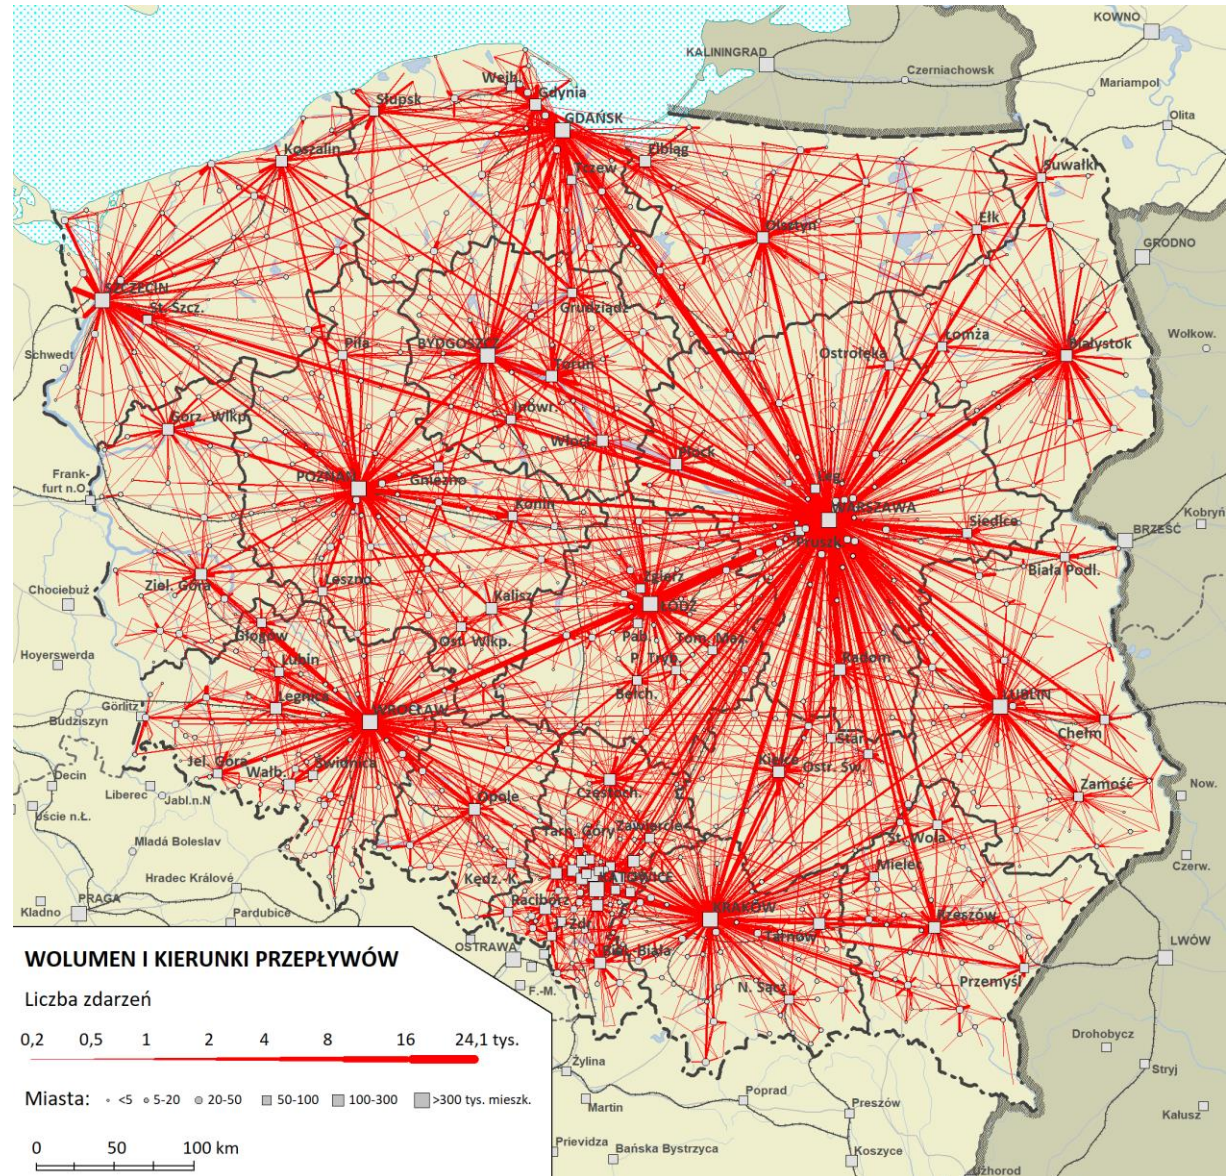 KOWNO
KALININGRAD
Czerniachowsk
Mariampol
Olita
Wejh.
Gdynia
Słupsk
GDAŃSK
Koszalin
Elbląg
Tczew
Suwałki
Ełk
Olsztyn
GRODNO
SZCZECIN
St. Szcz.
Grudziądz
Schwedt
Piła
BYDGOSZCZ
Toruń
Ostrołęka
Łomża
Białystok
Wołkow.
Gorz. Wlkp.
Inówr.
Włocł.
Płock
Frank-
furt n.O.
POZNAŃ
Gniezno
Konin
Leg.
WARSZAWA
Pruszk.
Siedlce
Kobryń
BRZEŚĆ
Biała Podl.
Chociebuż
Ziel. Góra
Leszno
Kalisz
Zgierz
ŁÓDŹ
Głogów
Ost. Wlkp.
Pab.
Tom. Maz.
Hoyerswerda
Lubin
P. Tryb.
Bełch.
Radom
Legnica
WROCŁAW
LUBLIN
Görlitz
Budziszyn
Chełm
Star.
Jel. Góra
Wałb.
Świdnica
Kielce
Ostr. Św.
Decin
Liberec
Jabl.n.N
Częstoch.
Zamość
Now.
Opole
Uście n.Ł.
Mladá Boleslav
Tarn. Góry
Zawiercie
St. Wola
Mielec
Czerw.
Hradec Králové
Kędz.-K.
KATOWICE
Kladno
PRAGA
Racibórz
Pardubice
Żdr.
KRAKÓW
Tarnów
Rzeszów
OSTRAWA
Biel.-Biała
LWÓW
F.-M.
N. Sącz
Przemyśl
WOLUMEN I KIERUNKI PRZEPŁYWÓW
Liczba zdarzeń
0,2 0,5 1 2 4 8 16 24,1 tys.
Miasta: <5 5-20 20-50 50-100 100-300 >300 tys. mieszk.
0 50 100 km
Drohobycz
Żylina
Stryj
Poprad
Martin
Preszów
Kałusz
Prievidza
Bańska Bystrzyca
Koszyce
Użhorod